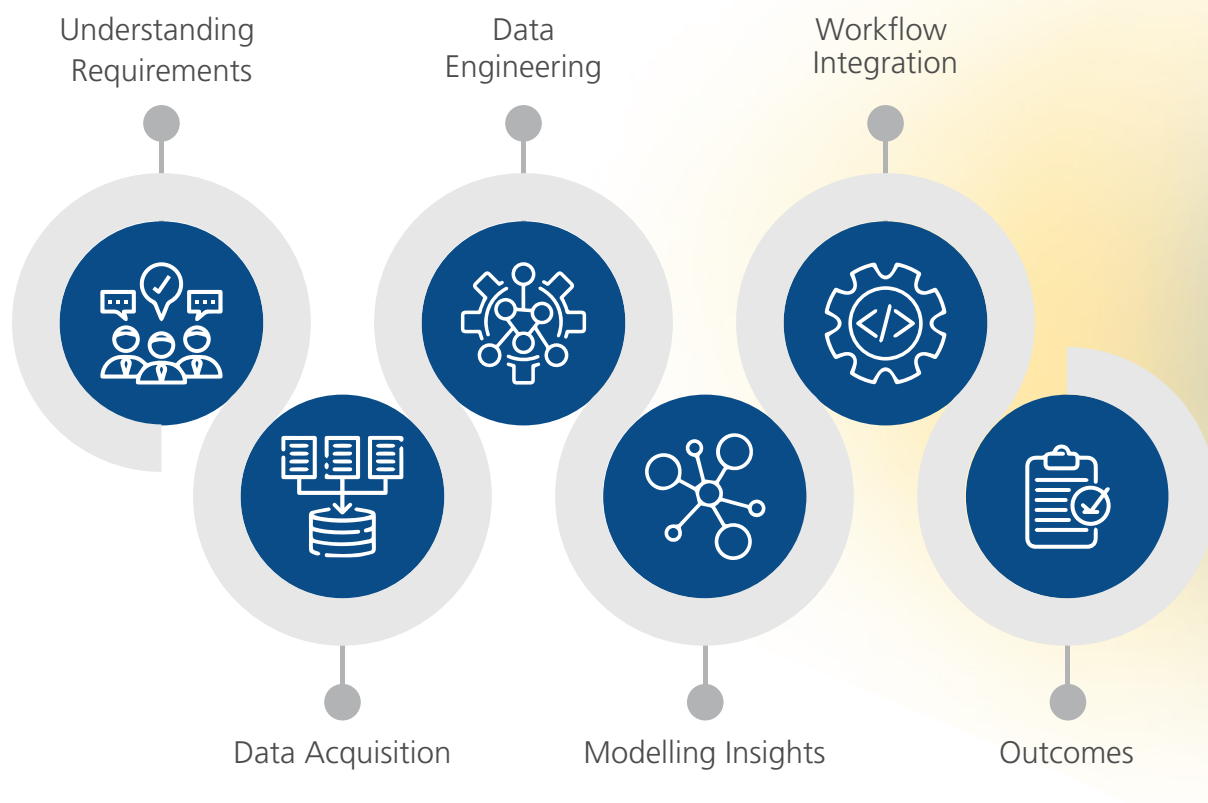 Understanding
Requirements
Data
Engineering
Workflow
Integration
Data Acquisition
Modelling Insights
Outcomes